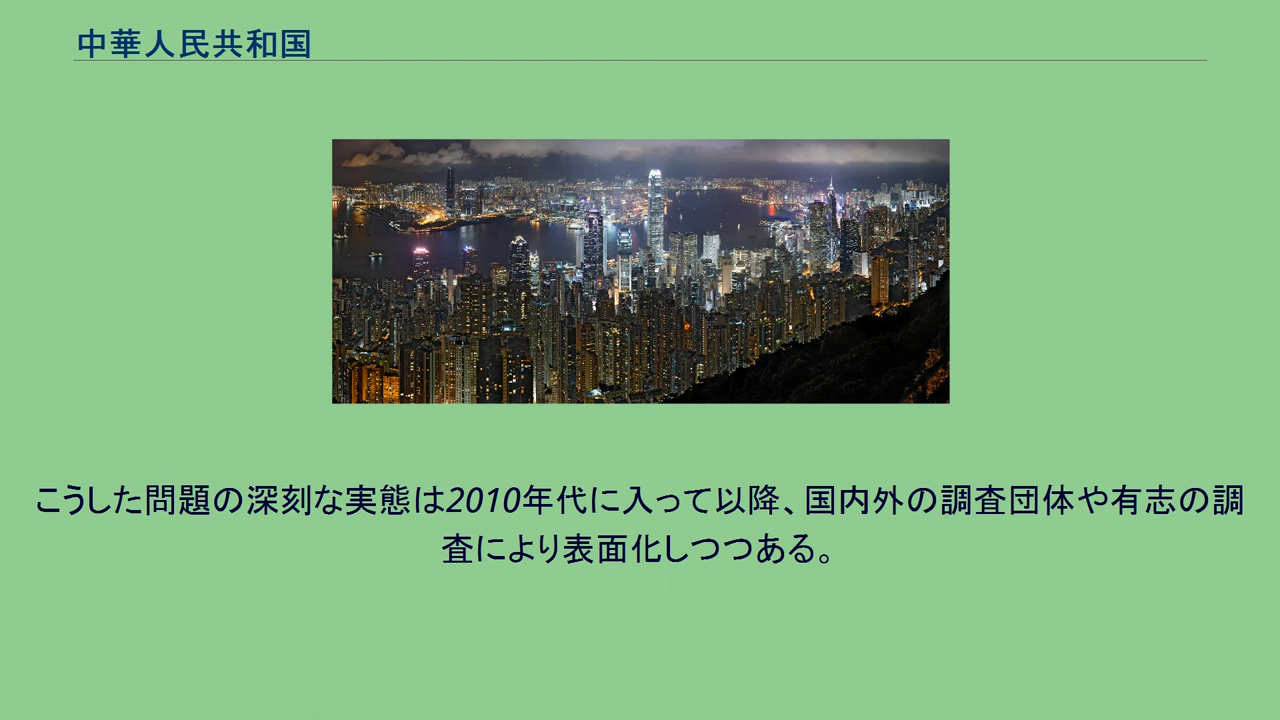 中華人民共和国
こうした問題の深刻な実態は2010年代に入って以降、国内外の調査団体や有志の調
査により表面化しつつある。